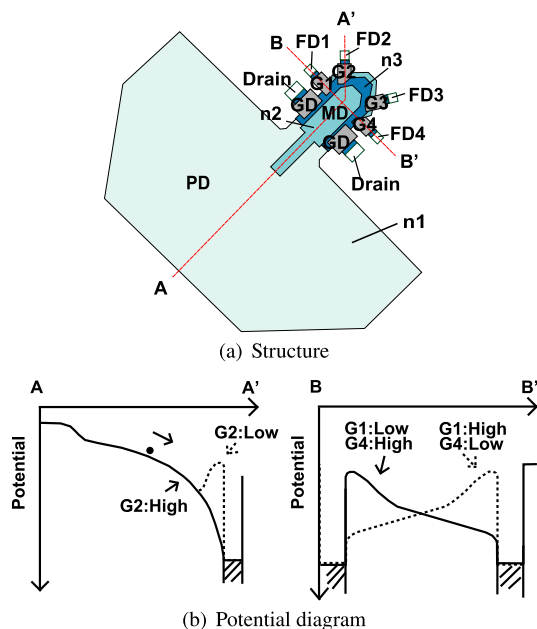 A'
B
FD1
FD2
n3
Drain
G1
G2
GD
MD
G3
FD3
n2
G4
FD4
GD
B'
Drain
PD
n1
A
(a) Structure
A
A'
B
B'
Potential
G2:Low
G2:High
Potential
G1:Low
G4:High
G1:High
G4:Low
(b) Potential diagram